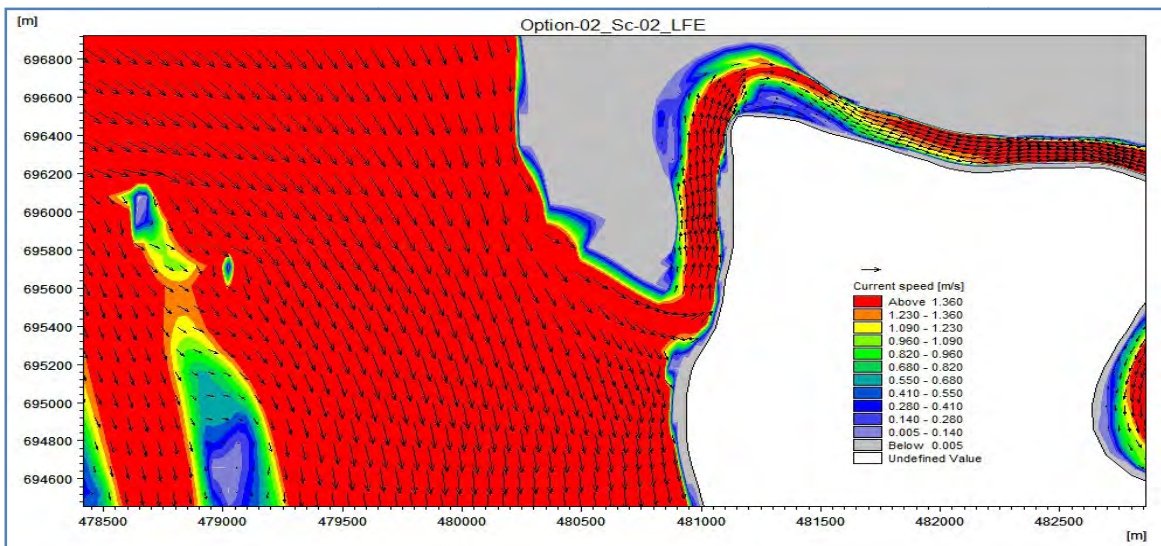 [m]
Option-02_Sc-02_LFE
696800
696600
696400
696200
696000
695800
695600
695400
695200
695000
694800
694600
Current speed [m/s]
Above 1.360
1.230 - 1.360
1.090 - 1.230
0.960 - 1.090
0.820 - 0.960
0.680 - 0.820
0.550 - 0.680
0.410 - 0.550
0.280 - 0.410
0.140 - 0.280
0.005 - 0.140
Below 0.005
Undefined Value
478500 479000 479500 480000 480500 481000 481500 482000 482500
[m]